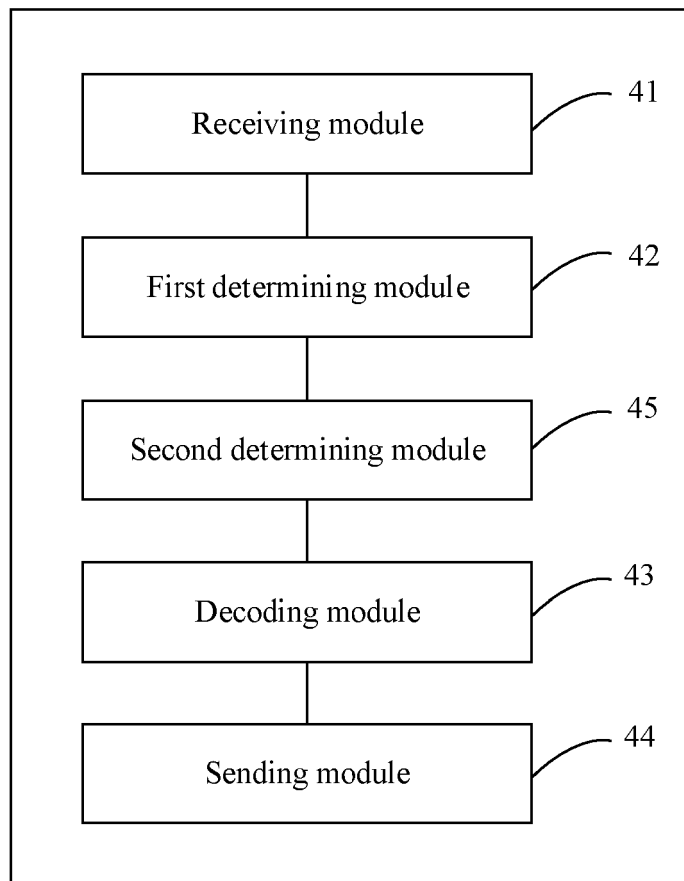 Receiving module
41
First determining module
42
Second determining module
45
Decoding module
43
Sending module
44